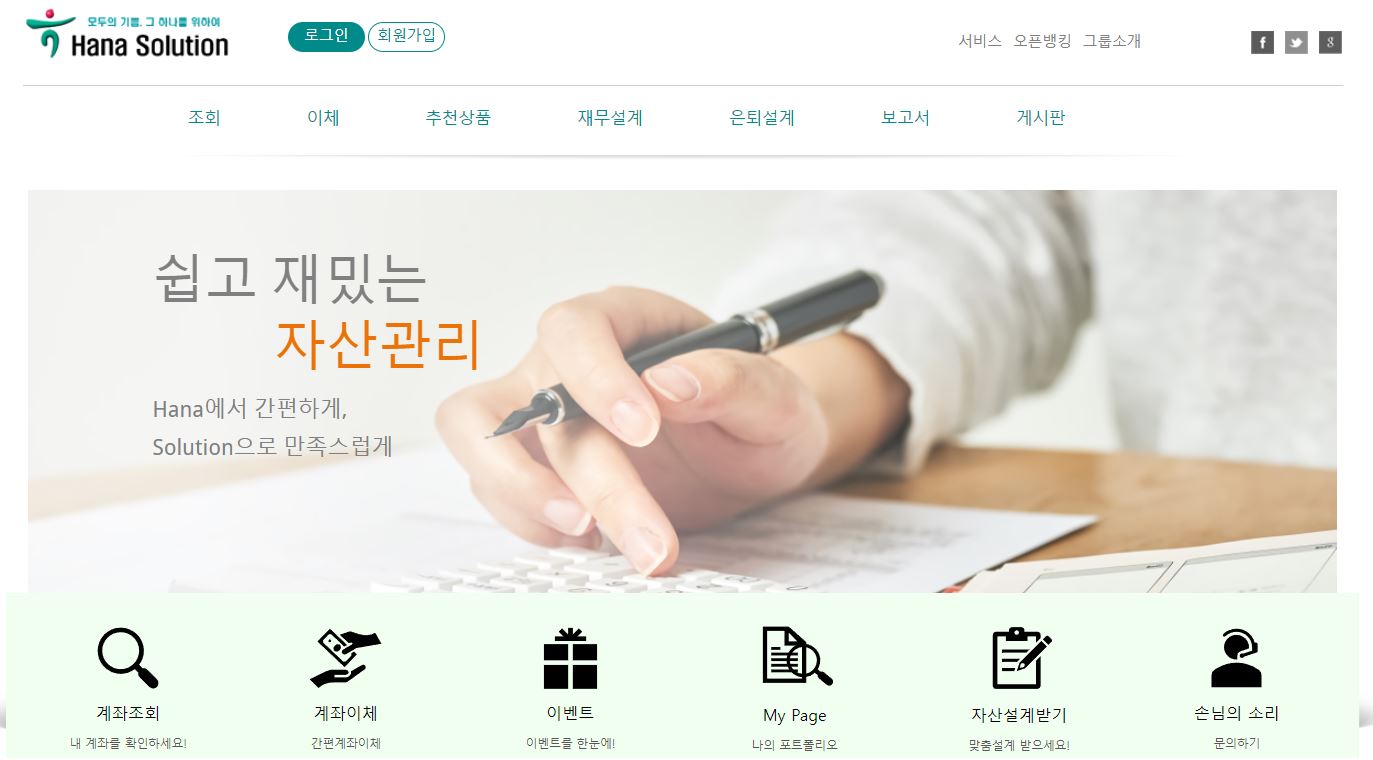 모두의 기쁨. 그 하나를 위하여
Hana Solution
로그인 회원가입
서비스 오픈뱅킹 그룹소개
f g
조회 이체 추천상품 재무설계 은퇴설계 보고서 게시판
쉽고 재밌는
자산관리
Hana에서 간편하게,
Solution으로 만족스럽게
계좌조회 계좌이체 이벤트 My Page 자산설계받기 손님의 소리
내 계좌를 확인하세요! 간편계좌이체 이벤트를 한눈에! 나의 포트폴리오 맞춤설계 받으세요! 문의하기